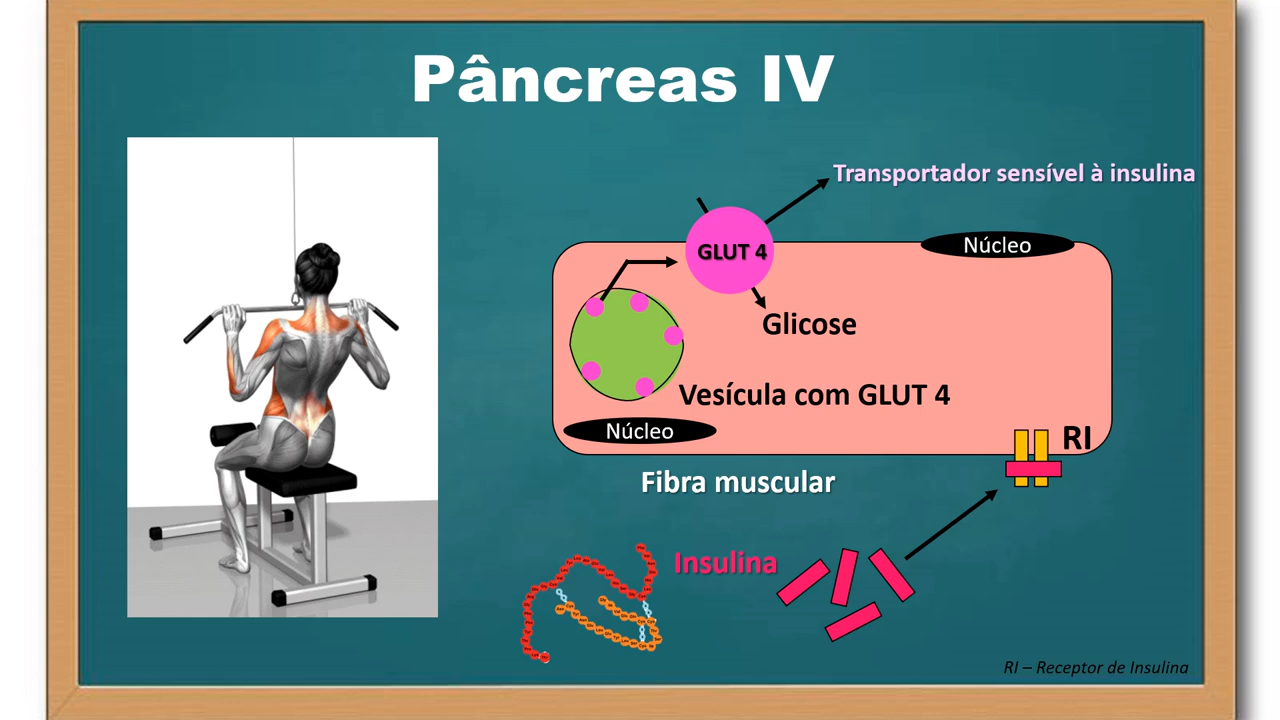 Pâncreas IV
Transportador sensível à insulina
GLUT 4
Núcleo
Glicose
Vesícula com GLUT 4
Núcleo
RI
Fibra muscular
Insulina
RI – Receptor de Insulina